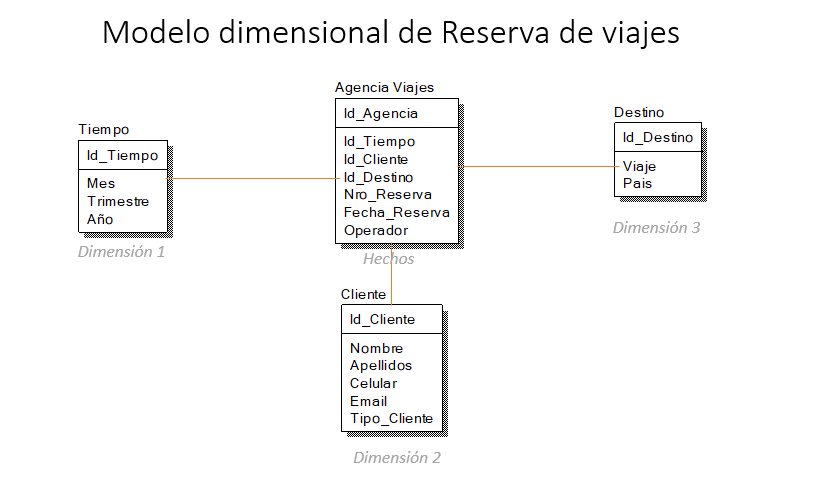 Modelo dimensional de Reserva de viajes
Tiempo
Id_Tiempo
Mes
Trimestre
Año
Dimensión 1
Agencia Viajes
Id_Agencia
Id_Tiempo
Id_Cliente
Id_Destino
Nro_Reserva
Fecha_Reserva
Operador
Hechos
Destino
Id_Destino
Viaje
Pais
Dimensión 3
Cliente
Id_Cliente
Nombre
Apellidos
Celular
Email
Tipo_Cliente
Dimensión 2